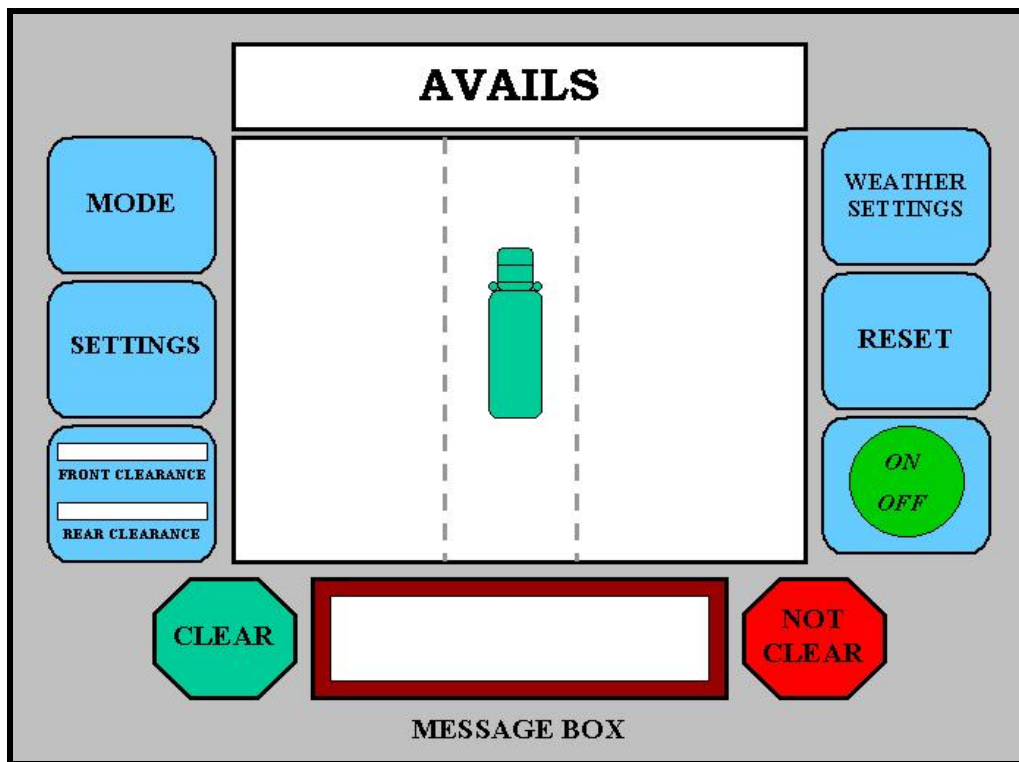 AVAILS
MODE
SETTINGS
FRONT CLEARANCE
REAR CLEARANCE
WEATHER
SETTINGS
RESET
ON
OFF
CLEAR
NOT
CLEAR
MESSAGE BOX